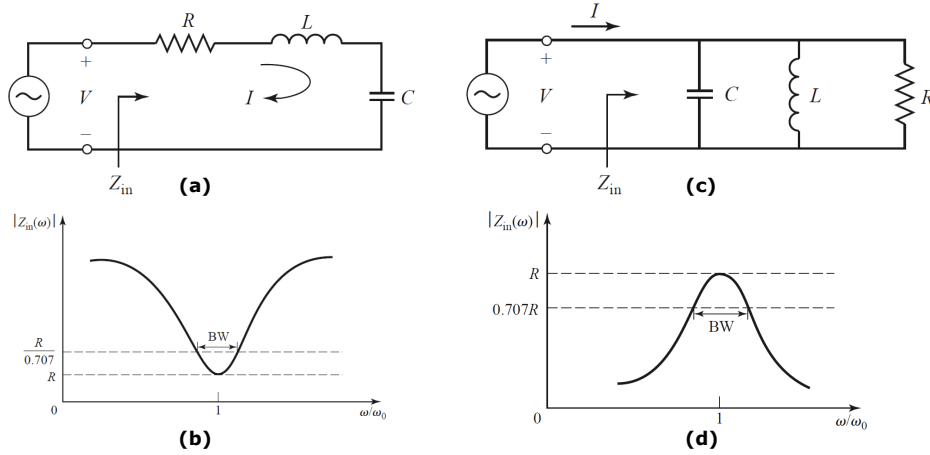 R
L
+
V
−
I
C
Z_in
(a)
I
+
V
−
C
L
R
Z_in
(c)
|Z_in(ω)|
BW
R
0.707
R
0
1
ω/ω_0
(b)
|Z_in(ω)|
R
0.707R
BW
0
1
ω/ω_0
(d)